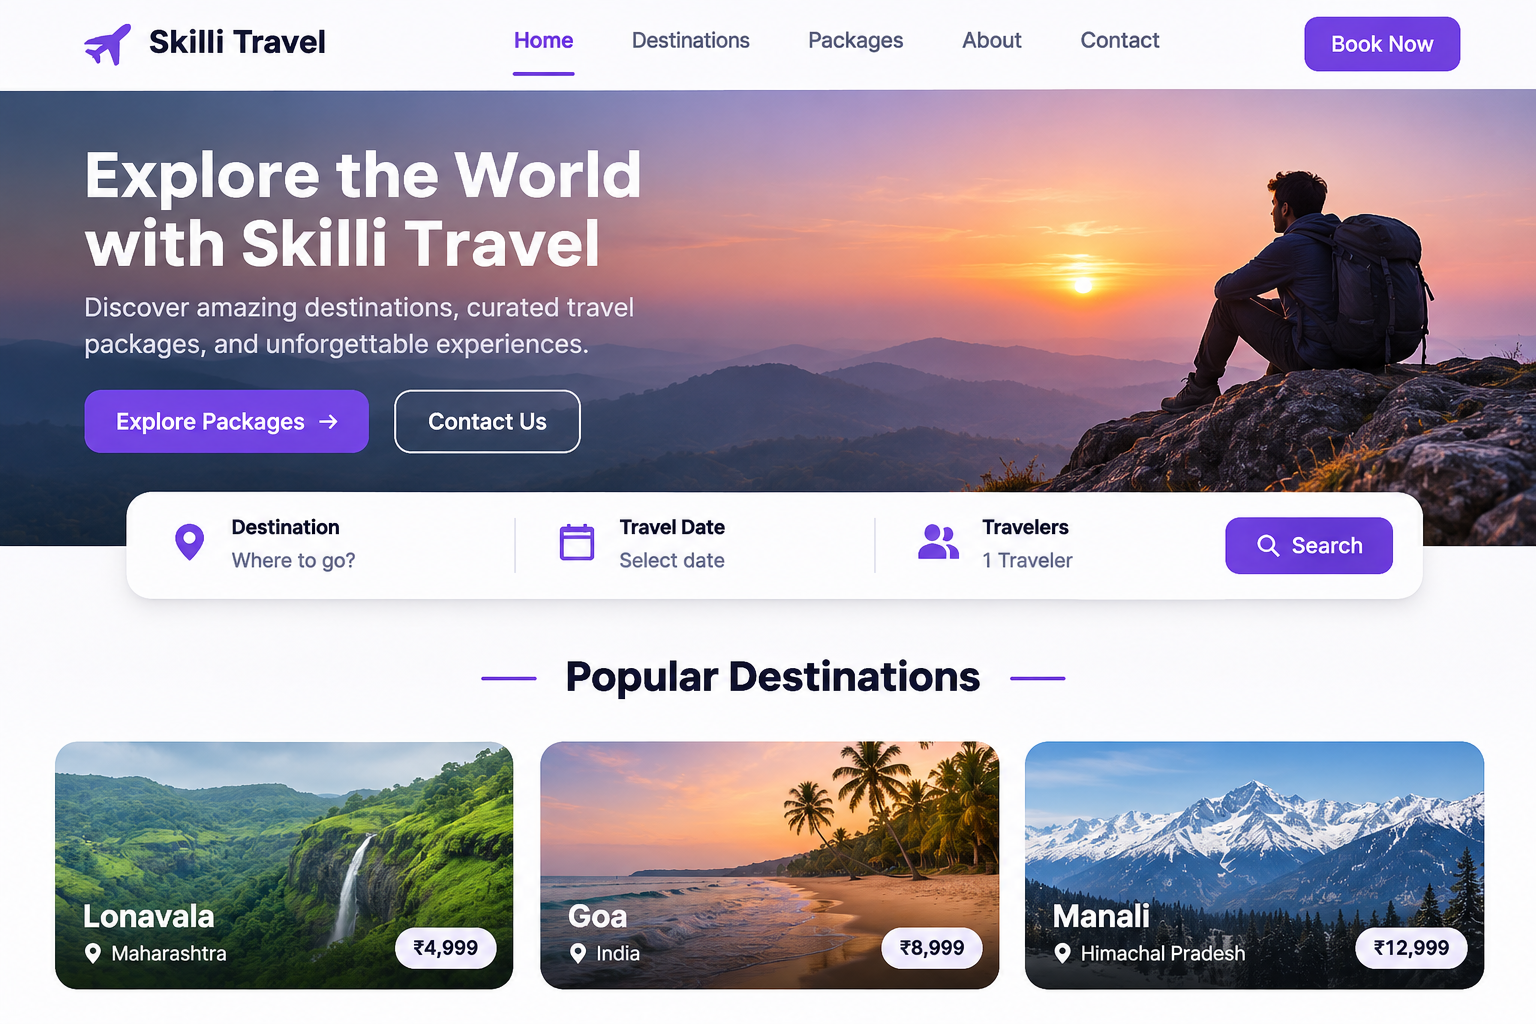 Skilli Travel
Home
Destinations
Packages
About
Contact
Book Now
Explore the World
with Skilli Travel
Discover amazing destinations, curated travel
packages, and unforgettable experiences.
Explore Packages →
Contact Us
Destination
Where to go?
Travel Date
Select date
Travelers
1 Traveler
Search
Popular Destinations
Lonavala
Maharashtra
₹4,999
Goa
India
₹8,999
Manali
Himachal Pradesh
₹12,999